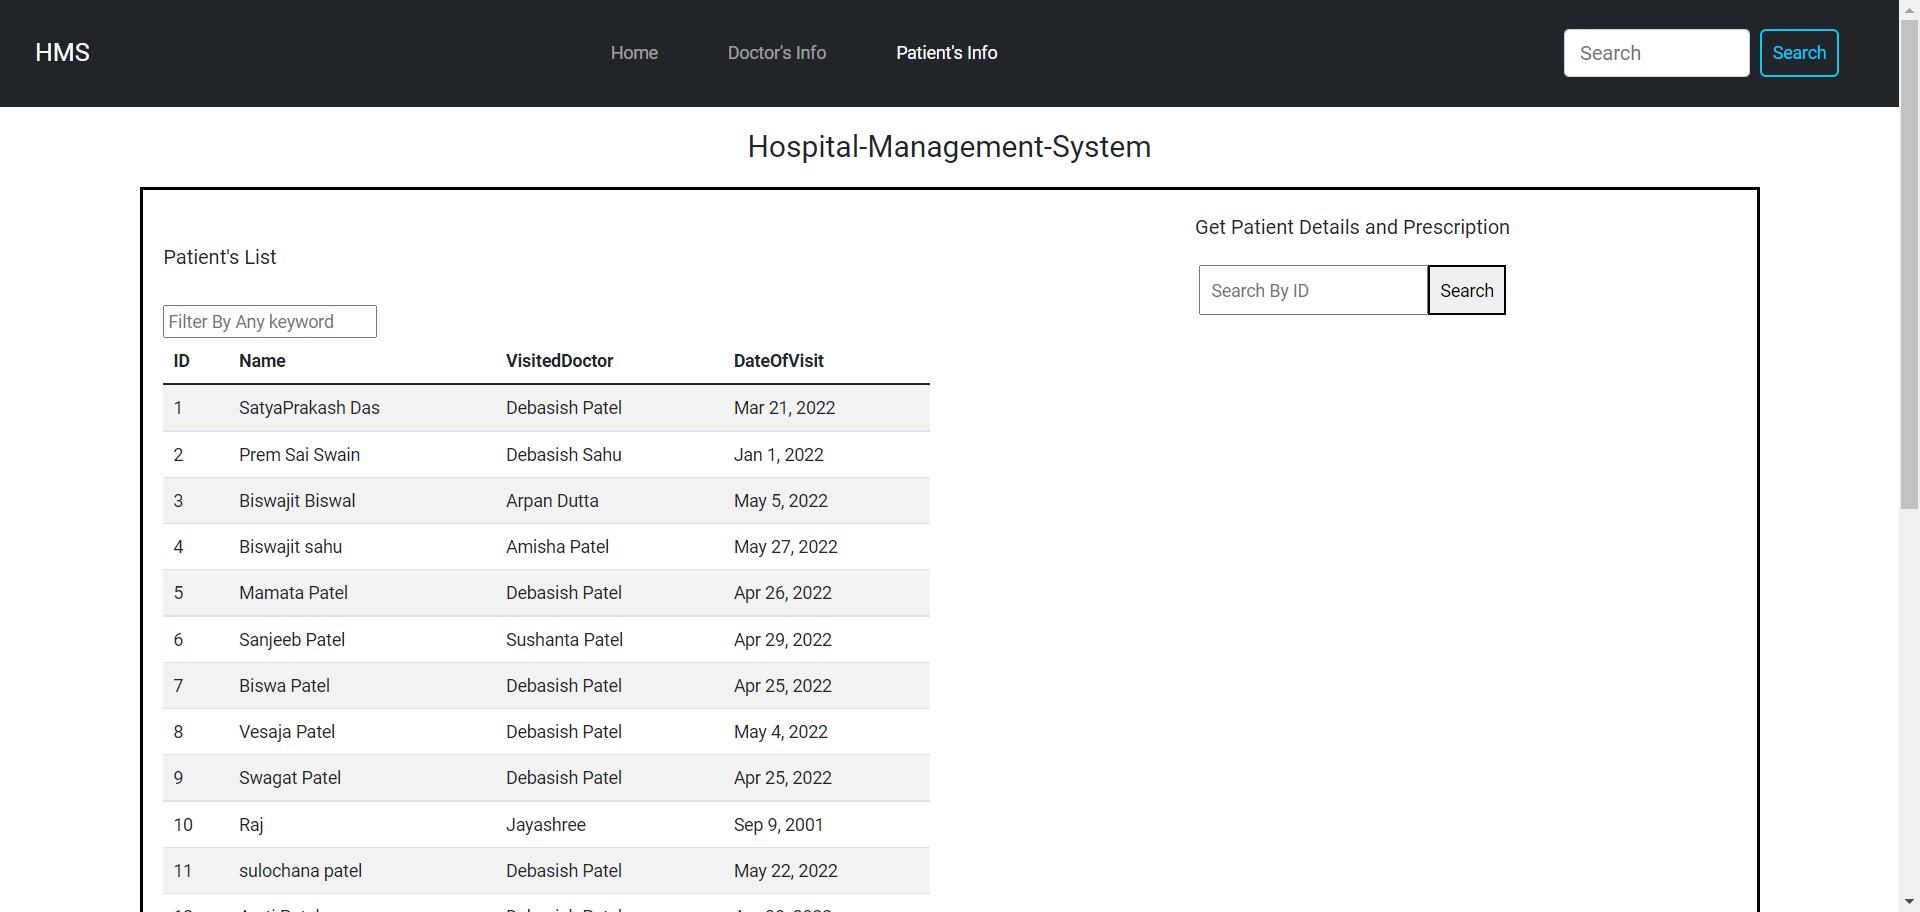 HMS Home Doctor's Info Patient's Info Search Search
Hospital-Management-System
Get Patient Details and Prescription
Patient's List
Search By ID Search
Filter By Any keyword
ID Name VisitedDoctor DateOfVisit
1 SatyaPrakash Das Debasish Patel Mar 21, 2022
2 Prem Sai Swain Debasish Sahu Jan 1, 2022
3 Biswajit Biswal Arpan Dutta May 5, 2022
4 Biswajit sahu Amisha Patel May 27, 2022
5 Mamata Patel Debasish Patel Apr 26, 2022
6 Sanjeeb Patel Sushanta Patel Apr 29, 2022
7 Biswa Patel Debasish Patel Apr 25, 2022
8 Vesaja Patel Debasish Patel May 4, 2022
9 Swagat Patel Debasish Patel Apr 25, 2022
10 Raj Jayashree Sep 9, 2001
11 sulochana patel Debasish Patel May 22, 2022